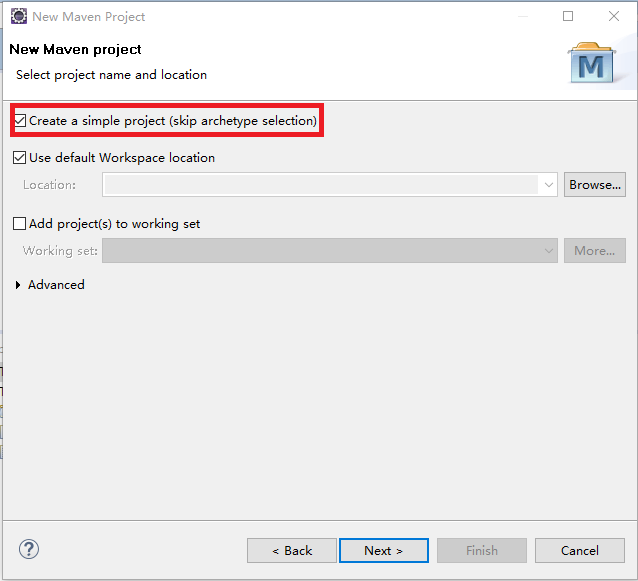 New Maven Project
New Maven project
Select project name and location
M
Create a simple project (skip archetype selection)
Use default Workspace location
Location:
Browse...
Add project(s) to working set
Working set:
More...
Advanced
?
< Back
Next >
Finish
Cancel